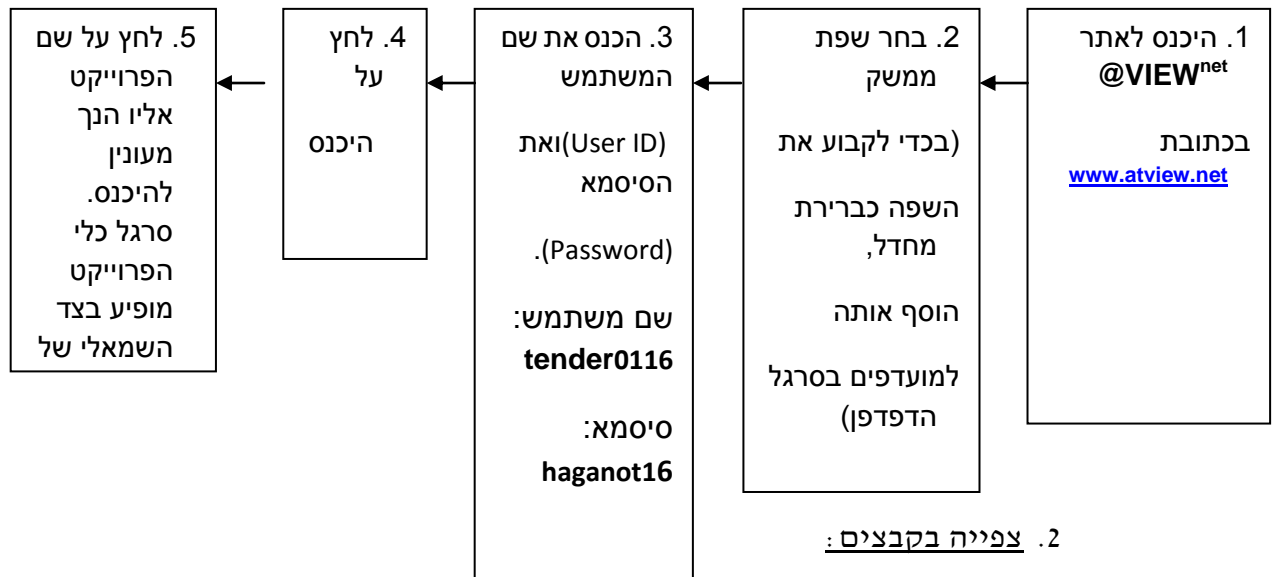 1. היכנס לאתר
@VIEWnet
בכתובת
www.atview.net
2. בחר שפת
ממשק
(בכדי לקבוע את
השפה כברירת
מחדל,
הוסף אותה
למועדפים בסרגל
הדפדפן)
3. הכנס את שם
המשתמש
(User ID)ואת
הסיסמא
(Password).
שם משתמש:
tender0116
סיסמא:
haganot16
4. לחץ
על
היכנס
5. לחץ על שם
הפרוייקט
אליו הנך
מעונין
להיכנס.
סרגל כלי
הפרוייקט
מופיע בצד
השמאלי של
2. צפייה בקבצים: